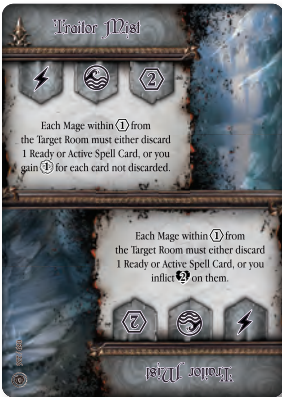 Traitor Mist
2
Each Mage within 1 from
the Target Room must either discard
1 Ready or Active Spell Card, or you
gain 1 for each card not discarded.
Each Mage within 1 from
the Target Room must either discard
1 Ready or Active Spell Card, or you
inflict 2 on them.
2
Traitor Mist